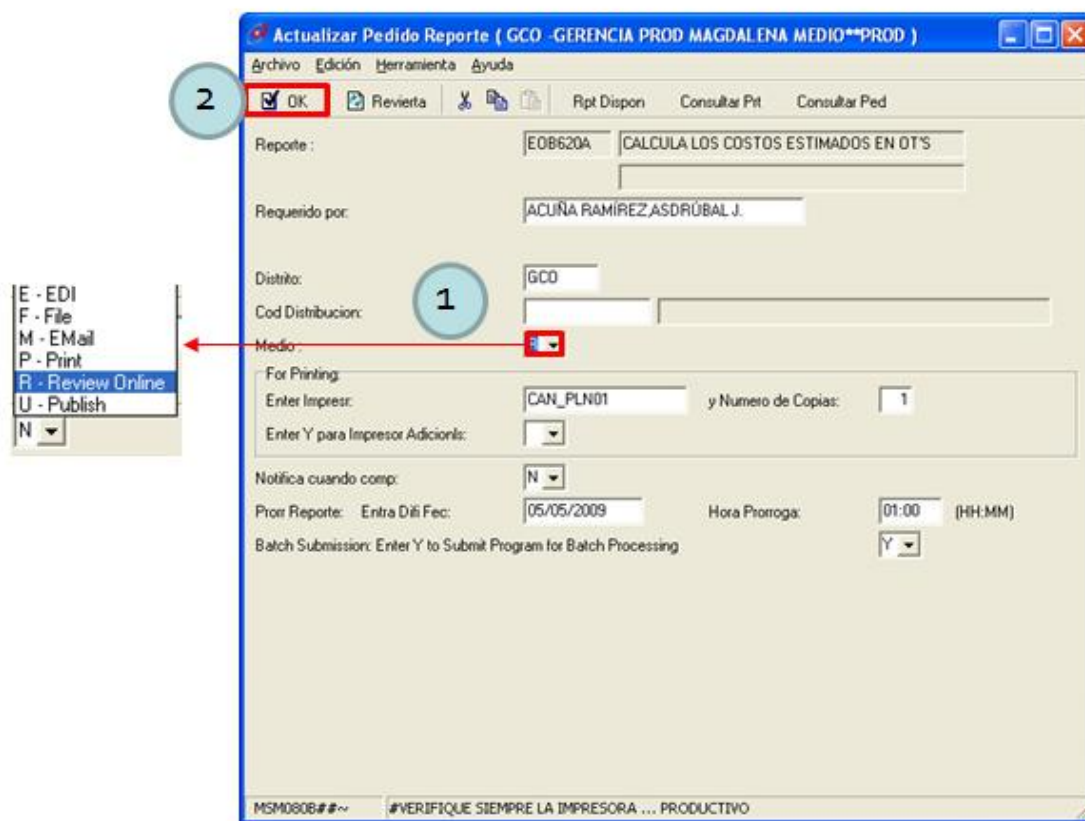 Actualizar Pedido Reporte ( GCO -GERENCIA PROD MAGDALENA MEDIO**PROD )
Archivo Edición Herramienta Ayuda
2
OK Revierta Rpt Dispon Consultar Prt Consultar Ped
Reporte : EOB620A CALCULA LOS COSTOS ESTIMADOS EN OT'S
Requerido por: ACUÑA RAMÍREZ,ASDRÚBAL J.
Distrito: GCO
1
Cod Distribucion:
Medio : R
E - EDI
F - File
M - EMail
P - Print
R - Review Online
U - Publish
N
For Printing
Enter Impresr: CAN_PLN01 y Numero de Copias: 1
Enter Y para Impresor Adicionls:
Notifica cuando comp: N
Prorr Reporte: Entra Difi Fec: 05/05/2009 Hora Prorroga: 01:00 (HH:MM)
Batch Submission: Enter Y to Submit Program for Batch Processing Y
MSM080B##~ #VERIFIQUE SIEMPRE LA IMPRESORA ... PRODUCTIVO